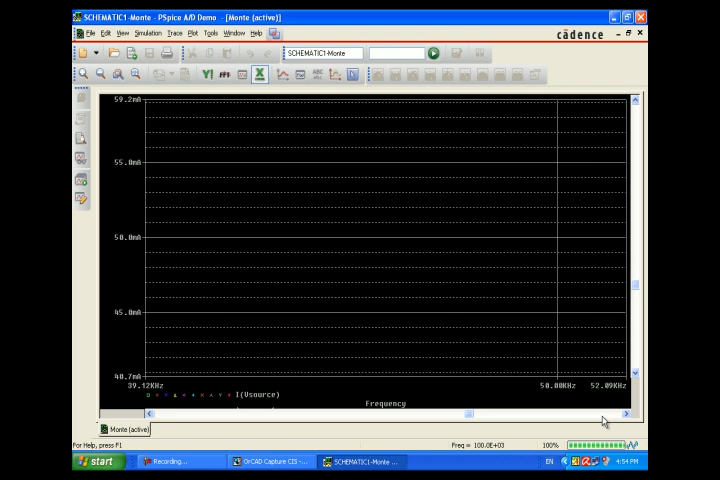 SCHEMATIC1-Monte - PSpice A/D Demo - [Monte (active)]
File Edit View Simulation Trace Plot Tools Window Help
cādence
SCHEMATIC1-Monte
ABC
59.2mA
55.0mA
50.0mA
45.0mA
40.7mA
39.12KHz 50.00KHz 52.09KHz
I(Vsource)
Frequency
Monte (active)
For Help, press F1 Freq = 100.0E+03 100%
start Recording... OrCAD Capture CIS -... SCHEMATIC1-Monte ... EN 4:54 PM